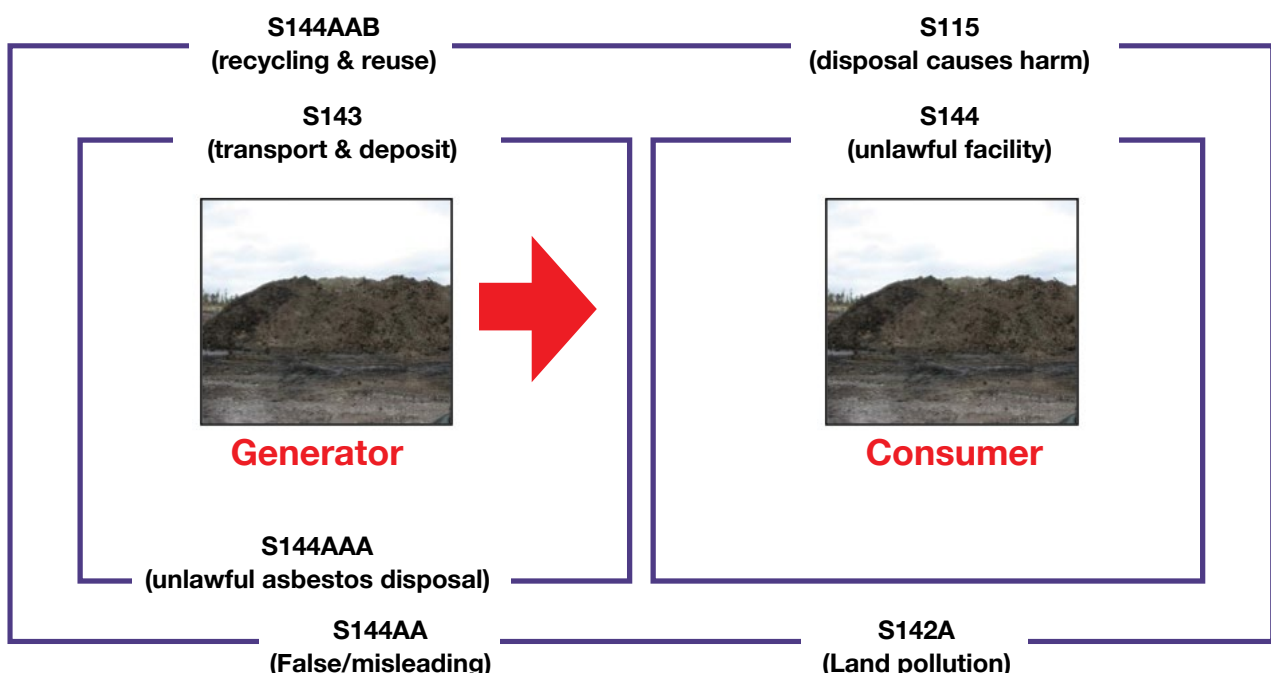 S144AAB
(recycling & reuse)
S115
(disposal causes harm)
S143
(transport & deposit)
S144
(unlawful facility)
Generator
Consumer
S144AAA
(unlawful asbestos disposal)
S144AA
(False/misleading)
S142A
(Land pollution)